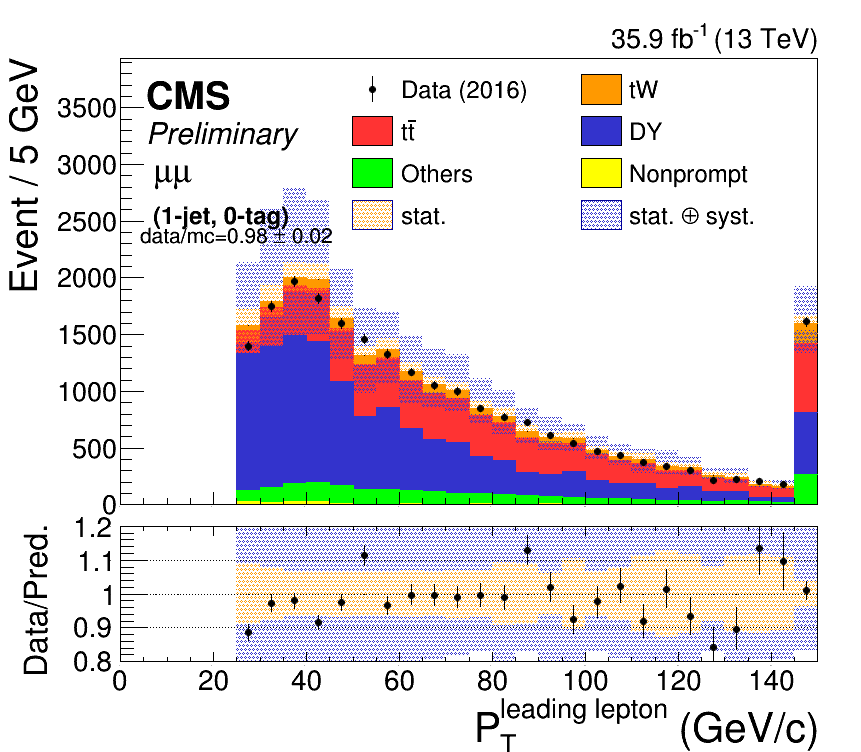 35.9 fb⁻¹ (13 TeV)
Event / 5 GeV
3500
3000
2500
2000
1500
1000
500
0
CMS
Preliminary
μμ
(1-jet, 0-tag)
data/mc=0.98 ± 0.02
Data (2016)
tW
tt̄
DY
Others
Nonprompt
stat.
stat. ⊕ syst.
Data/Pred.
1.2
1.1
1
0.9
0.8
0 20 40 60 80 100 120 140
P_T^leading lepton (GeV/c)